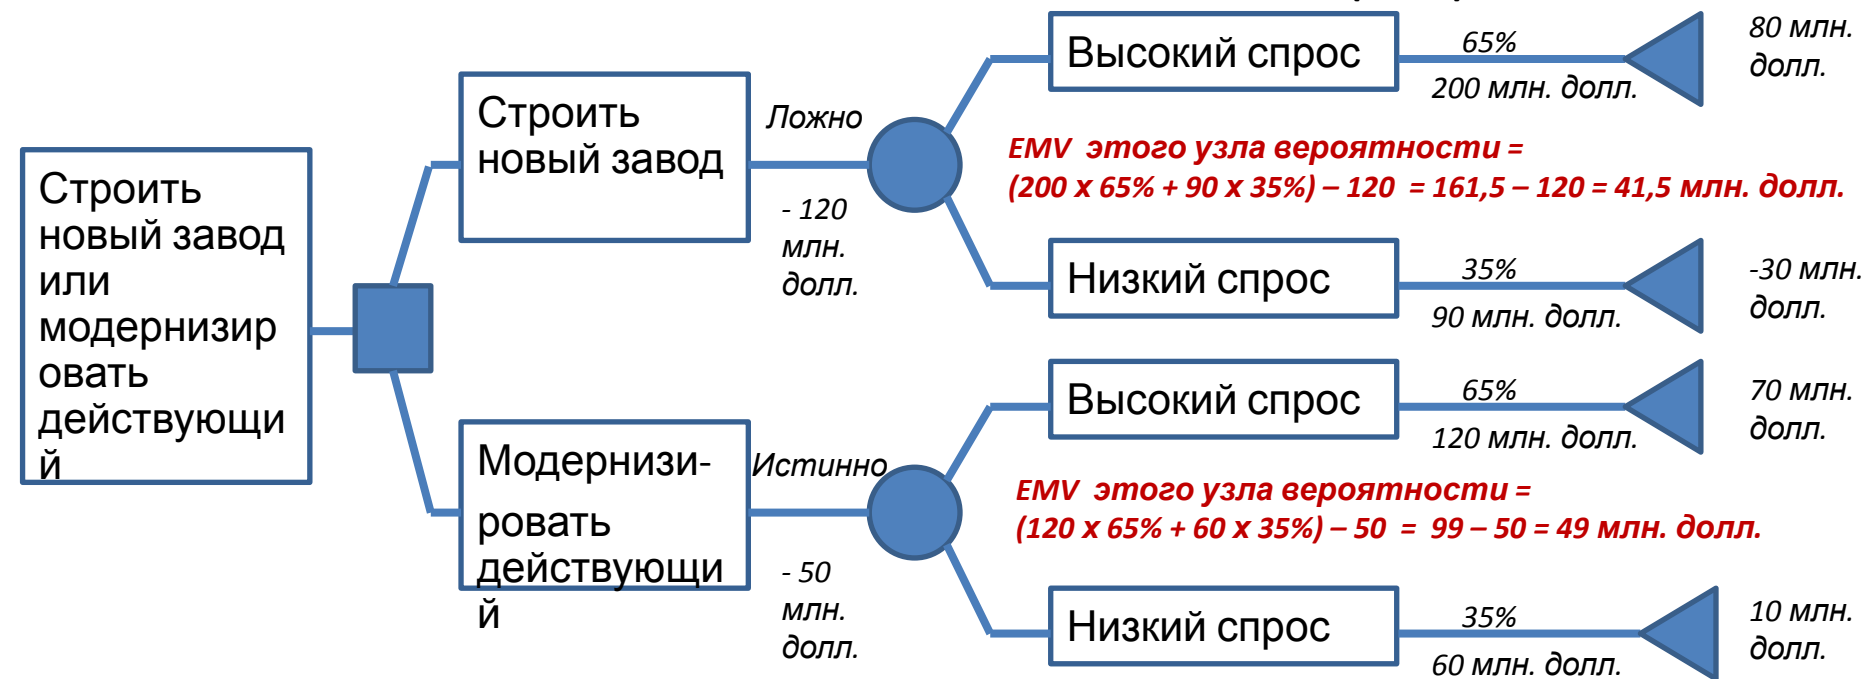 Строить
новый завод
или
модернизир
овать
действующи
й
Строить
новый завод
Ложно
- 120
млн.
долл.
Высокий спрос
65%
200 млн. долл.
80 млн.
долл.
EMV этого узла вероятности =
(200 x 65% + 90 x 35%) – 120 = 161,5 – 120 = 41,5 млн. долл.
Низкий спрос
35%
90 млн. долл.
-30 млн.
долл.
Модернизи-
ровать
действующи
й
Истинно
- 50
млн.
долл.
Высокий спрос
65%
120 млн. долл.
70 млн.
долл.
EMV этого узла вероятности =
(120 x 65% + 60 x 35%) – 50 = 99 – 50 = 49 млн. долл.
Низкий спрос
35%
60 млн. долл.
10 млн.
долл.